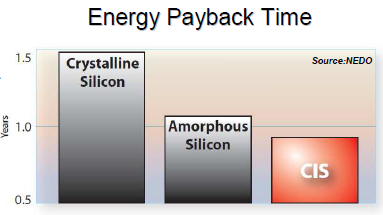 Energy Payback Time
1.5
Crystalline
Silicon
Source:NEDO
Years
1.0
Amorphous
Silicon
CIS
0.5